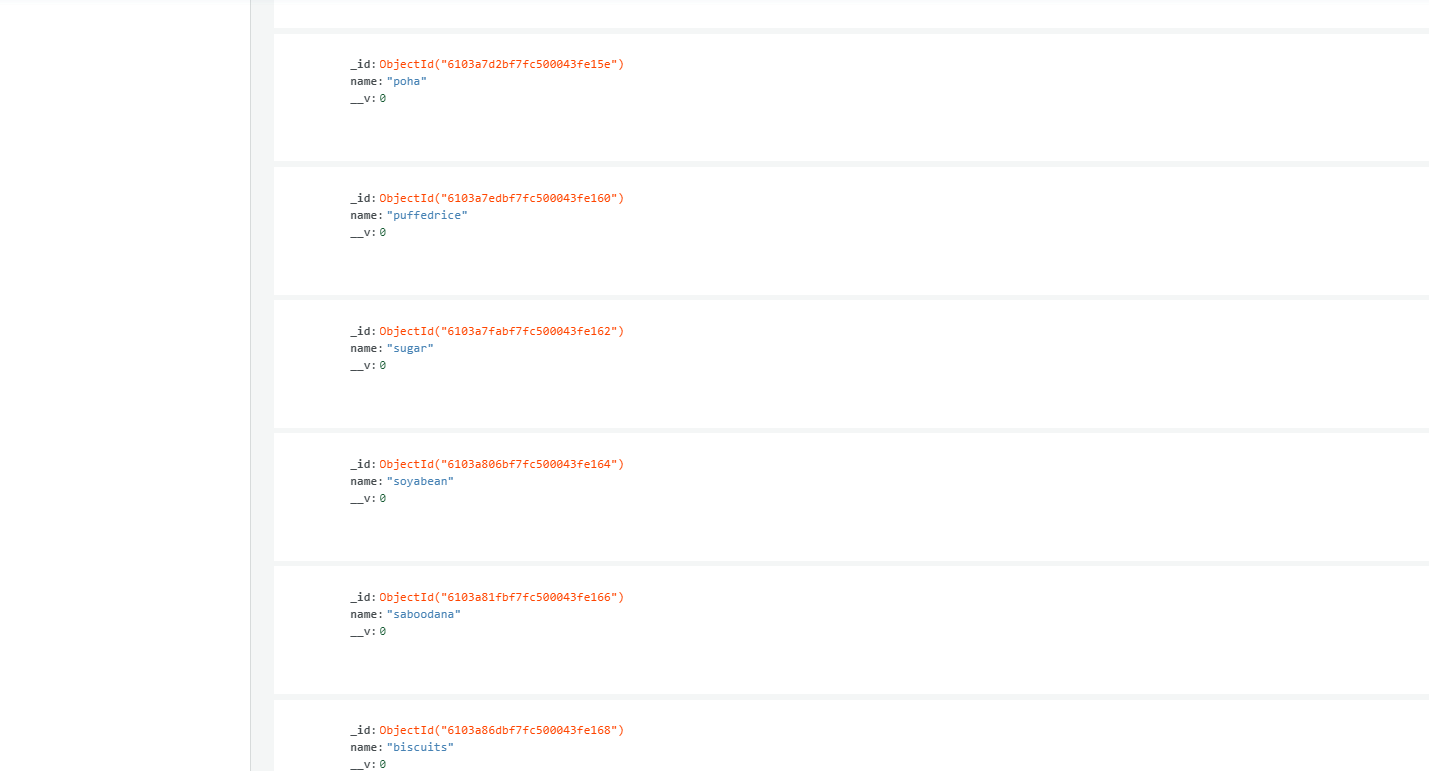 _id: ObjectId("6103a7d2bf7fc500043fe15e")
name: "poha"
__v: 0
_id: ObjectId("6103a7edbf7fc500043fe160")
name: "puffedrice"
__v: 0
_id: ObjectId("6103a7fabf7fc500043fe162")
name: "sugar"
__v: 0
_id: ObjectId("6103a806bf7fc500043fe164")
name: "soyabean"
__v: 0
_id: ObjectId("6103a81fbf7fc500043fe166")
name: "saboodana"
__v: 0
_id: ObjectId("6103a86dbf7fc500043fe168")
name: "biscuits"
__v: 0